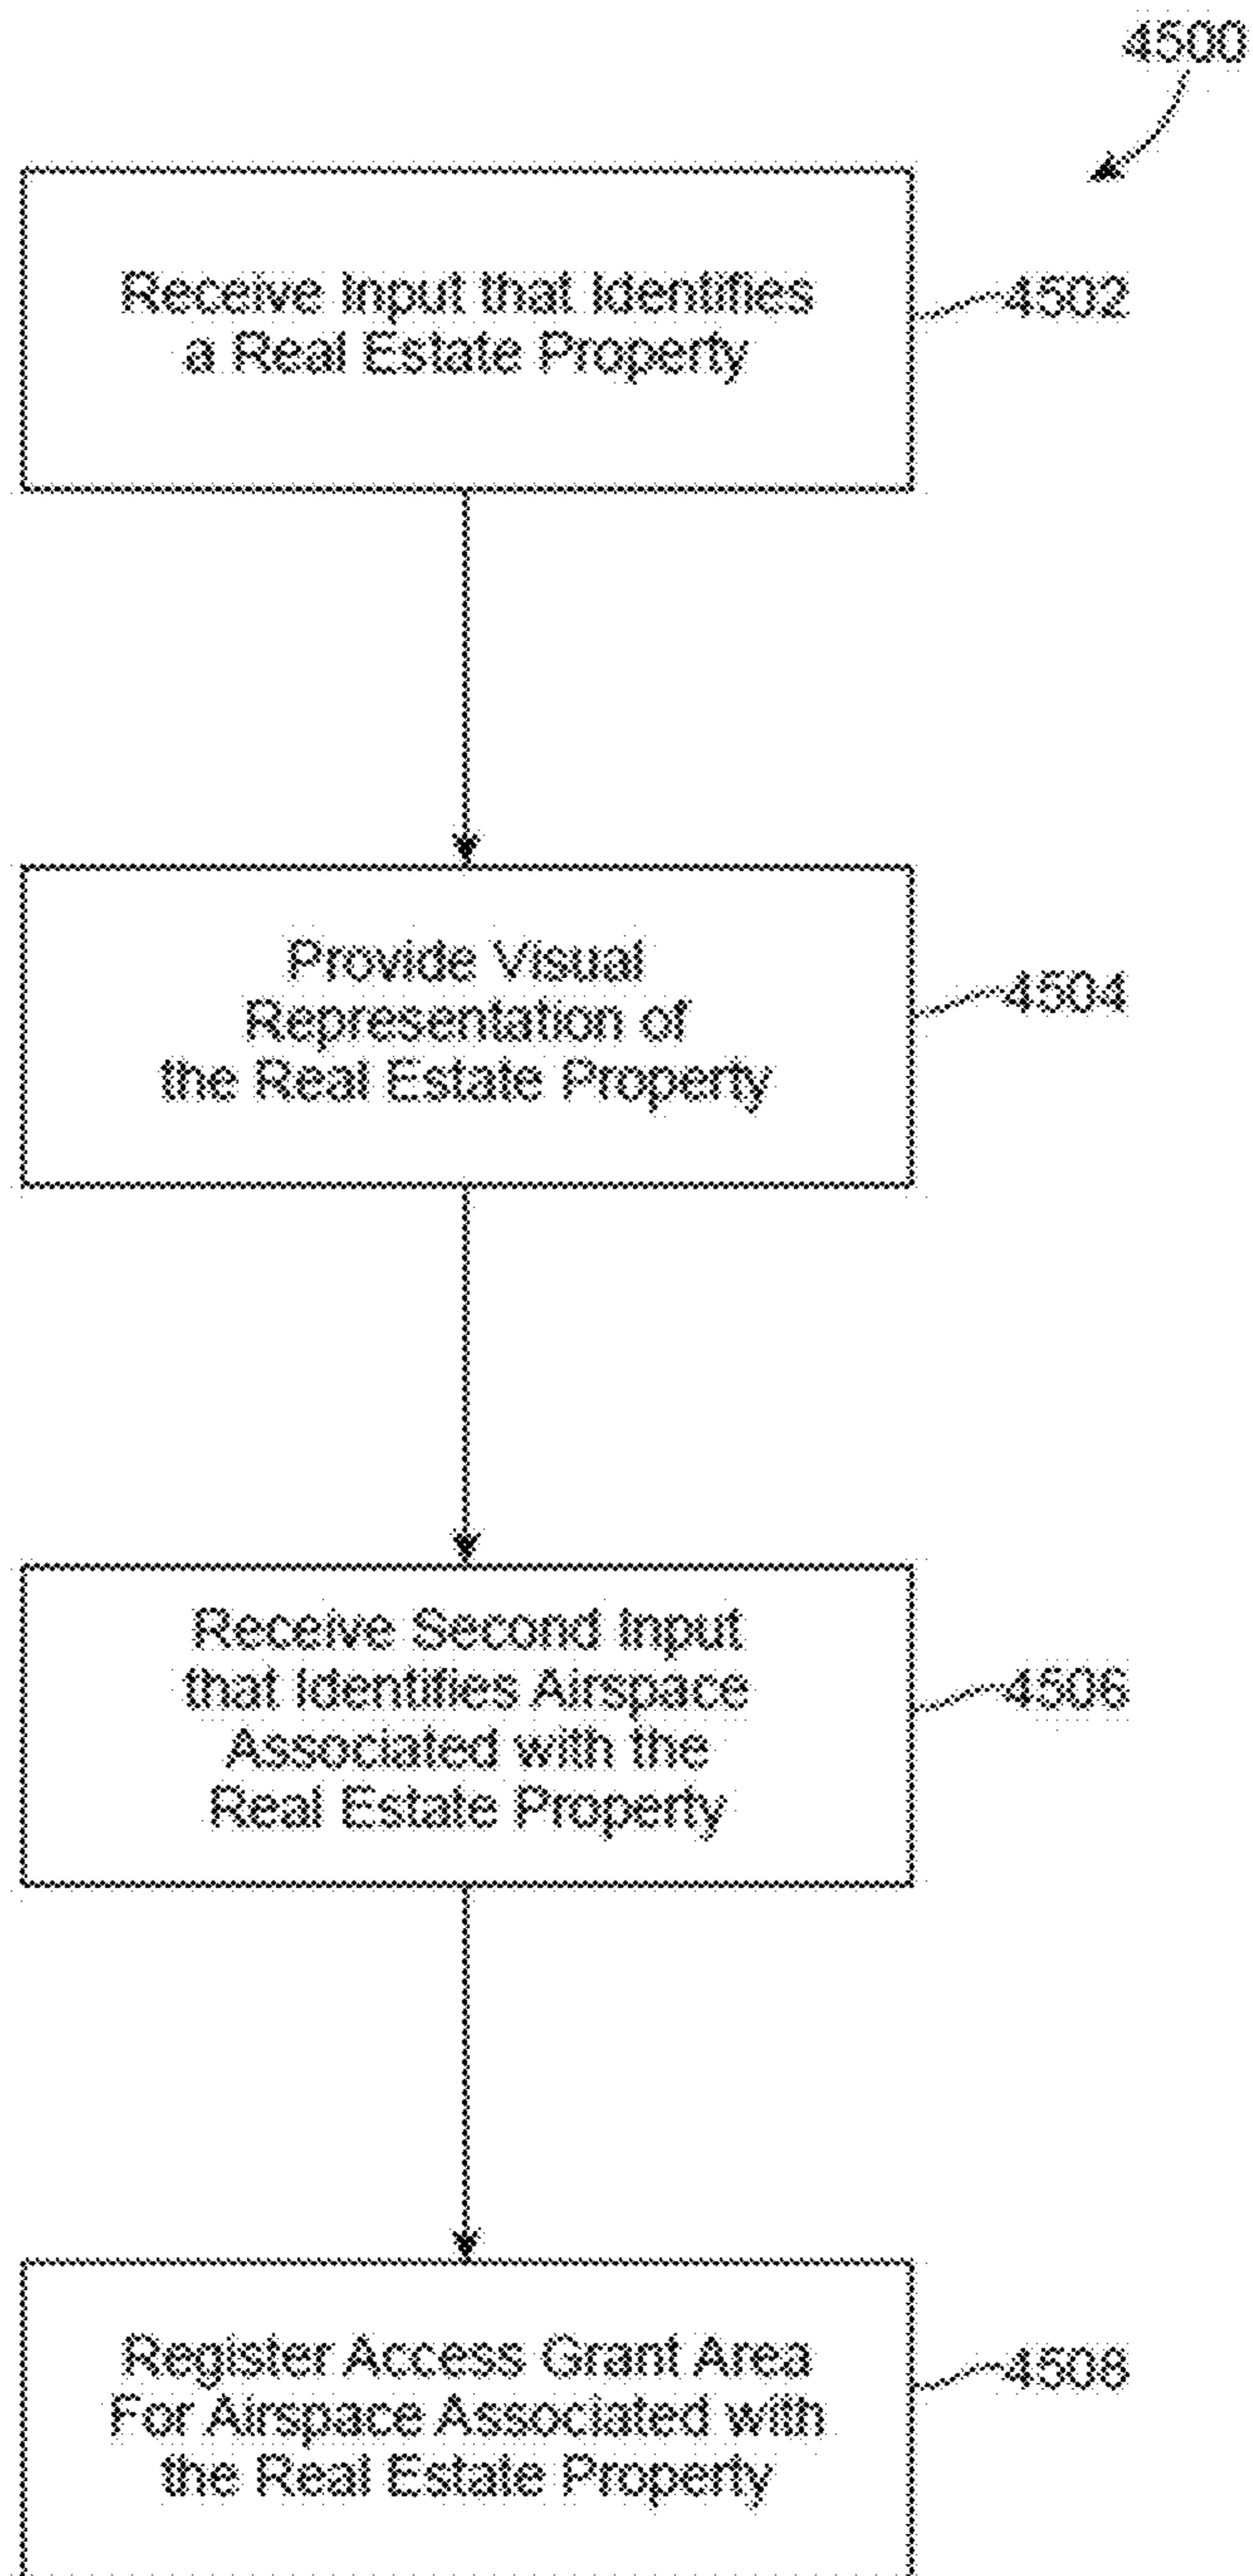 4500
Receive Input that Identifies
a Real Estate Property
4502
Provide Visual
Representation of
the Real Estate Property
4504
Receive Second Input
that Identifies Airspace
Associated with the
Real Estate Property
4506
Register Access Grant Area
For Airspace Associated with
the Real Estate Property
4508